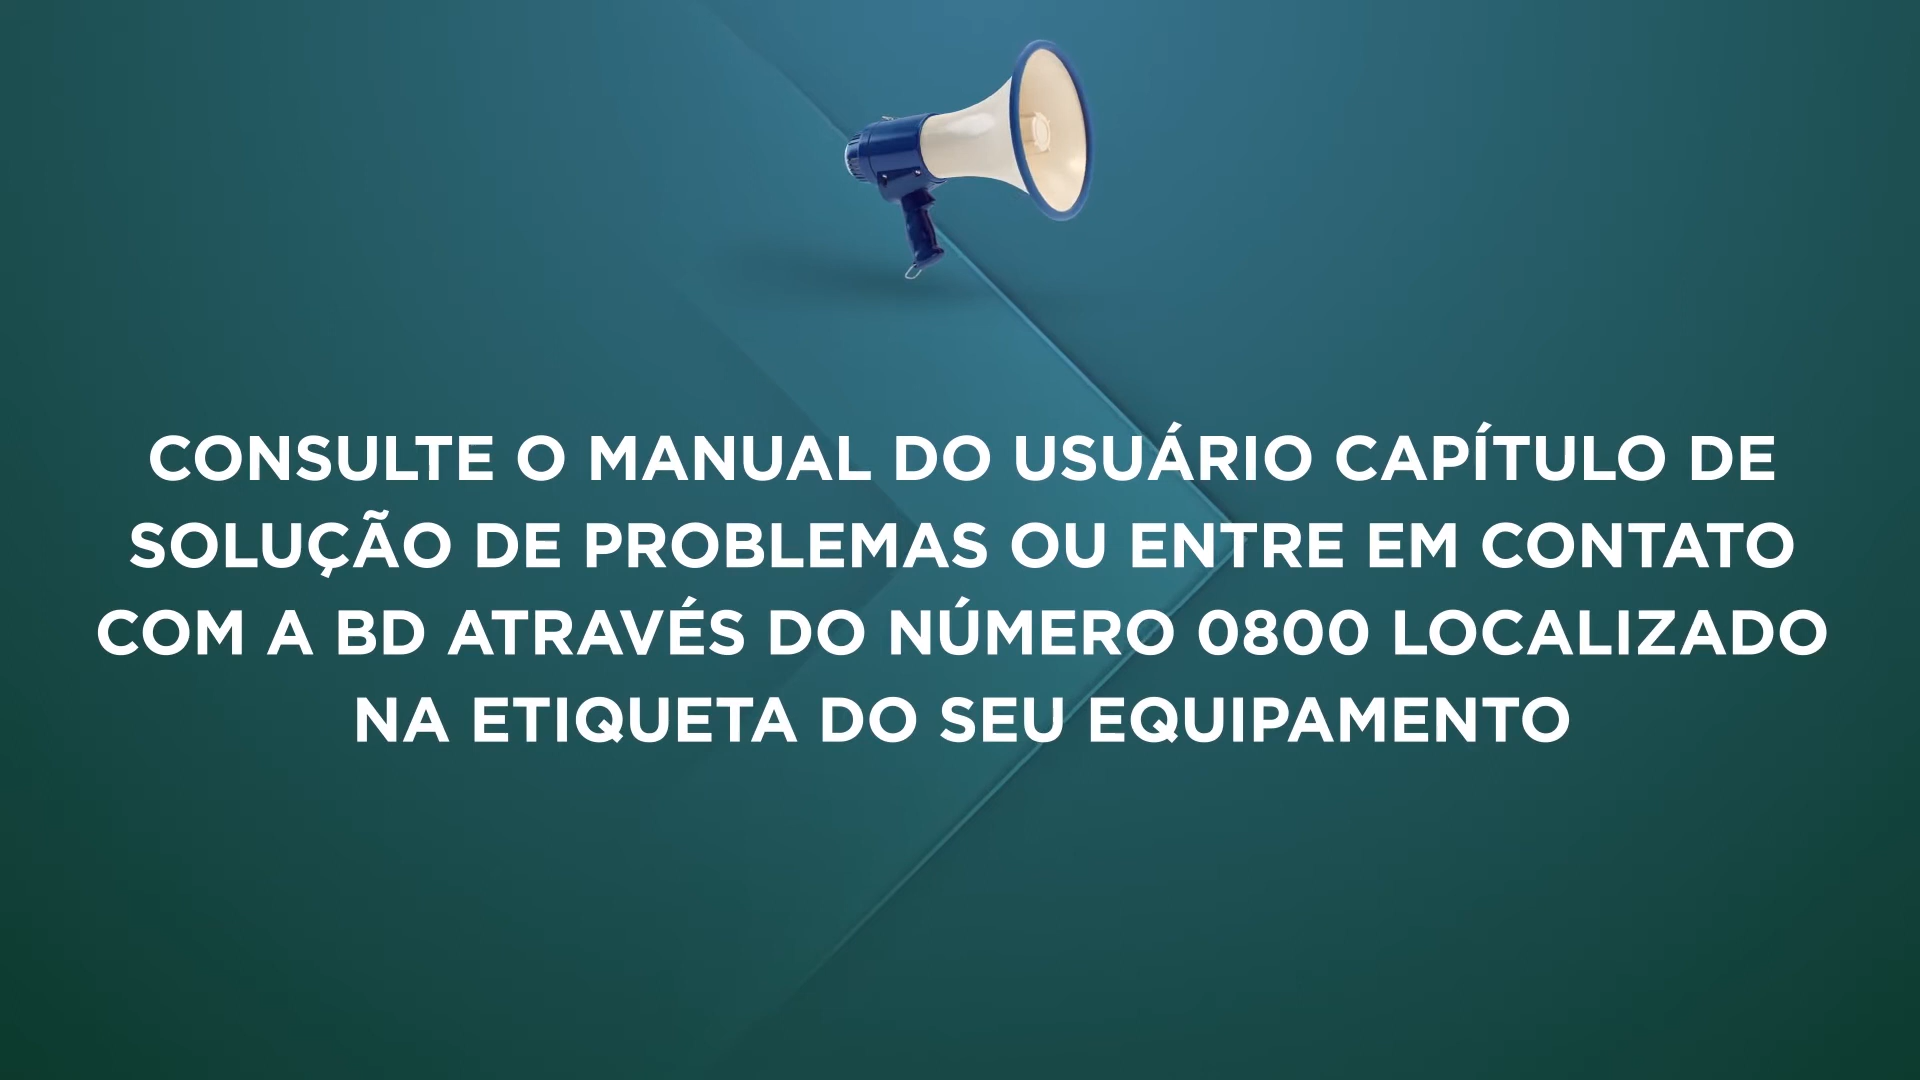 CONSULTE O MANUAL DO USUÁRIO CAPÍTULO DE
SOLUÇÃO DE PROBLEMAS OU ENTRE EM CONTATO
COM A BD ATRAVÉS DO NÚMERO 0800 LOCALIZADO
NA ETIQUETA DO SEU EQUIPAMENTO